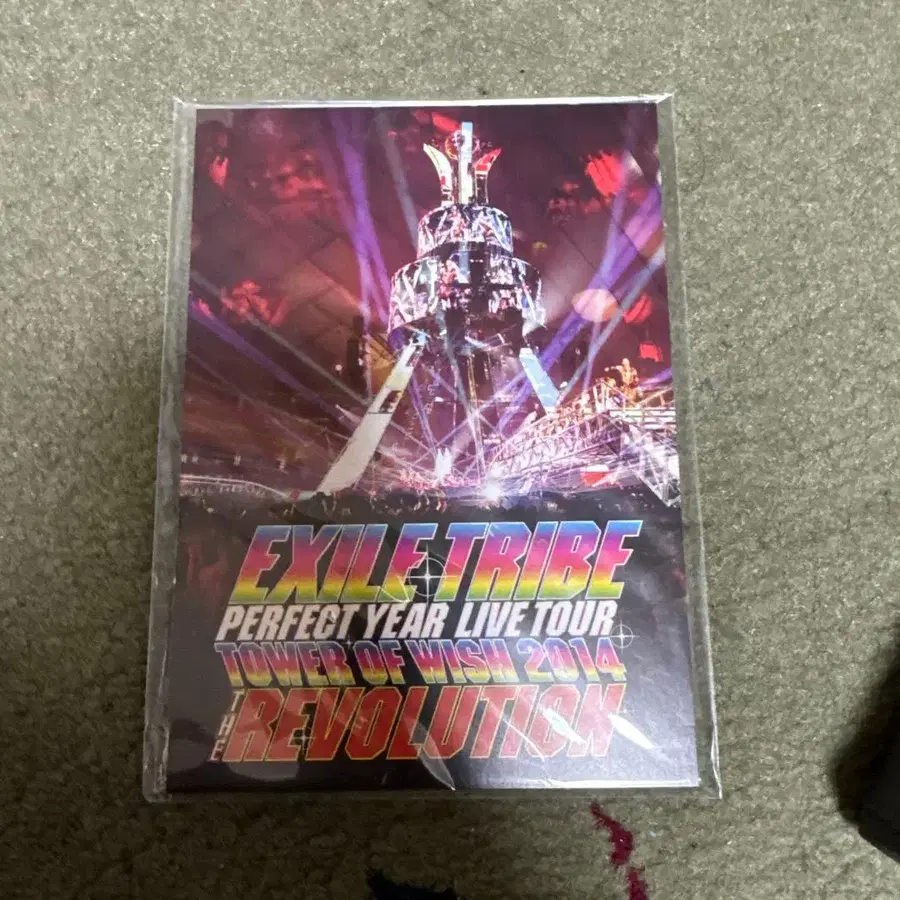 EXILE TRIBE
PERFECT YEAR LIVE TOUR
TOWER OF WISH 2014
THE REVOLUTION